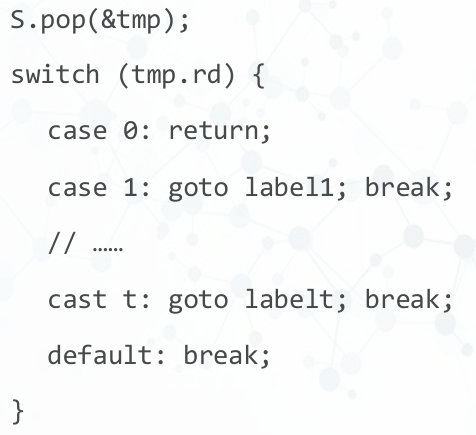 S.pop(&tmp);
switch (tmp.rd) {
case 0: return;
case 1: goto label1; break;
// ……
cast t: goto labelt; break;
default: break;
}